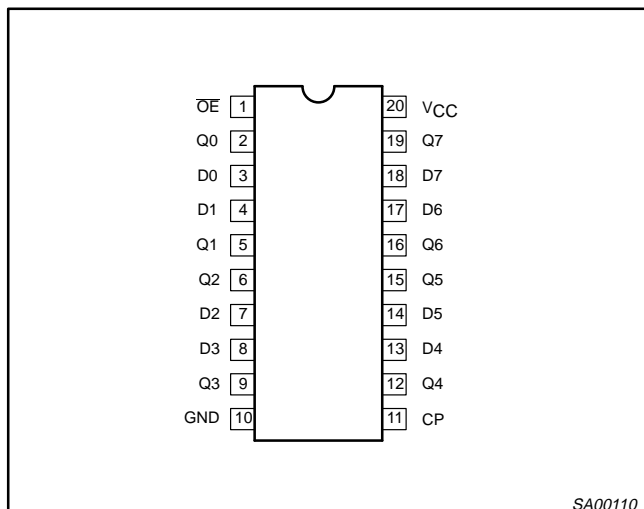 OE 1 20 VCC
Q0 2 19 Q7
D0 3 18 D7
D1 4 17 D6
Q1 5 16 Q6
Q2 6 15 Q5
D2 7 14 D5
D3 8 13 D4
Q3 9 12 Q4
GND 10 11 CP
SA00110